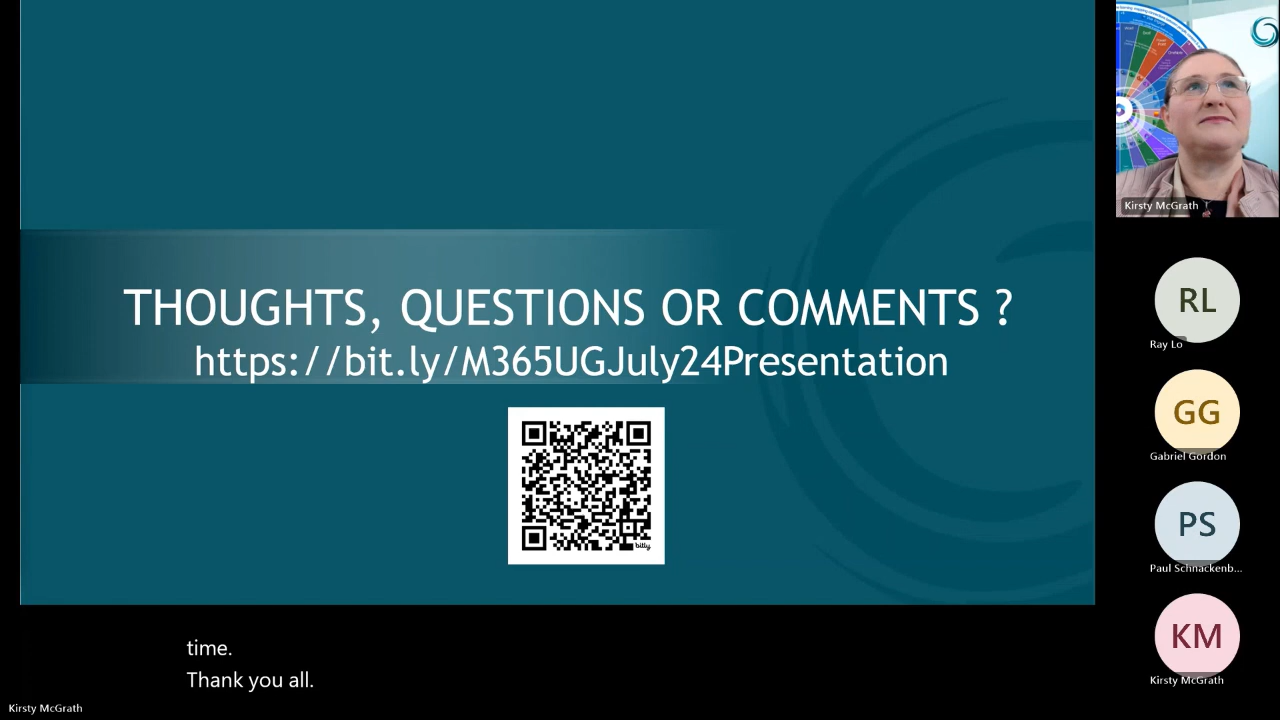 THOUGHTS, QUESTIONS OR COMMENTS ?
https://bit.ly/M365UGJuly24Presentation
bitly
time.
Thank you all.
Kirsty McGrath
Kirsty McGrath
RL
Ray Lo
GG
Gabriel Gordon
PS
Paul Schnackenb...
KM
Kirsty McGrath